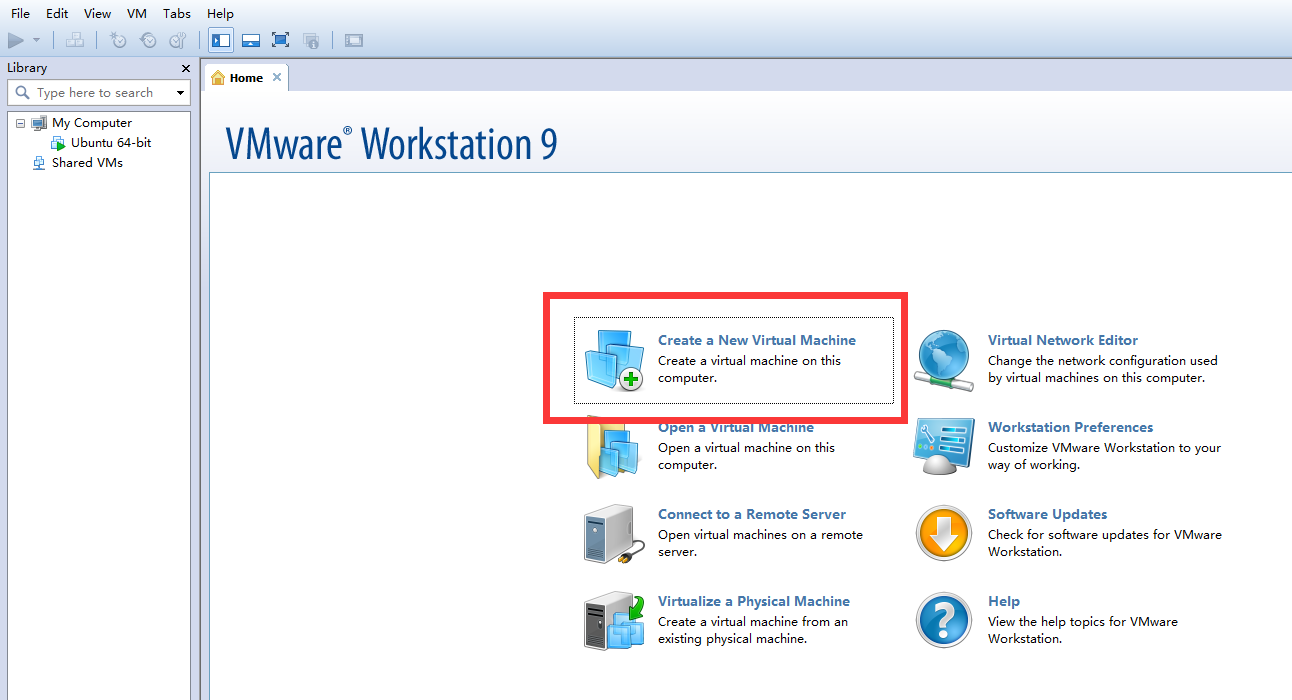 File Edit View VM Tabs Help
Library
Type here to search
My Computer
Ubuntu 64-bit
Shared VMs
Home
VMware® Workstation 9
Create a New Virtual Machine
Create a virtual machine on this
computer.
Open a Virtual Machine
Open a virtual machine on this
computer.
Connect to a Remote Server
Open virtual machines on a remote
server.
Virtualize a Physical Machine
Create a virtual machine from an
existing physical machine.
Virtual Network Editor
Change the network configuration used
by virtual machines on this computer.
Workstation Preferences
Customize VMware Workstation to your
way of working.
Software Updates
Check for software updates for VMware
Workstation.
Help
View the help topics for VMware
Workstation.